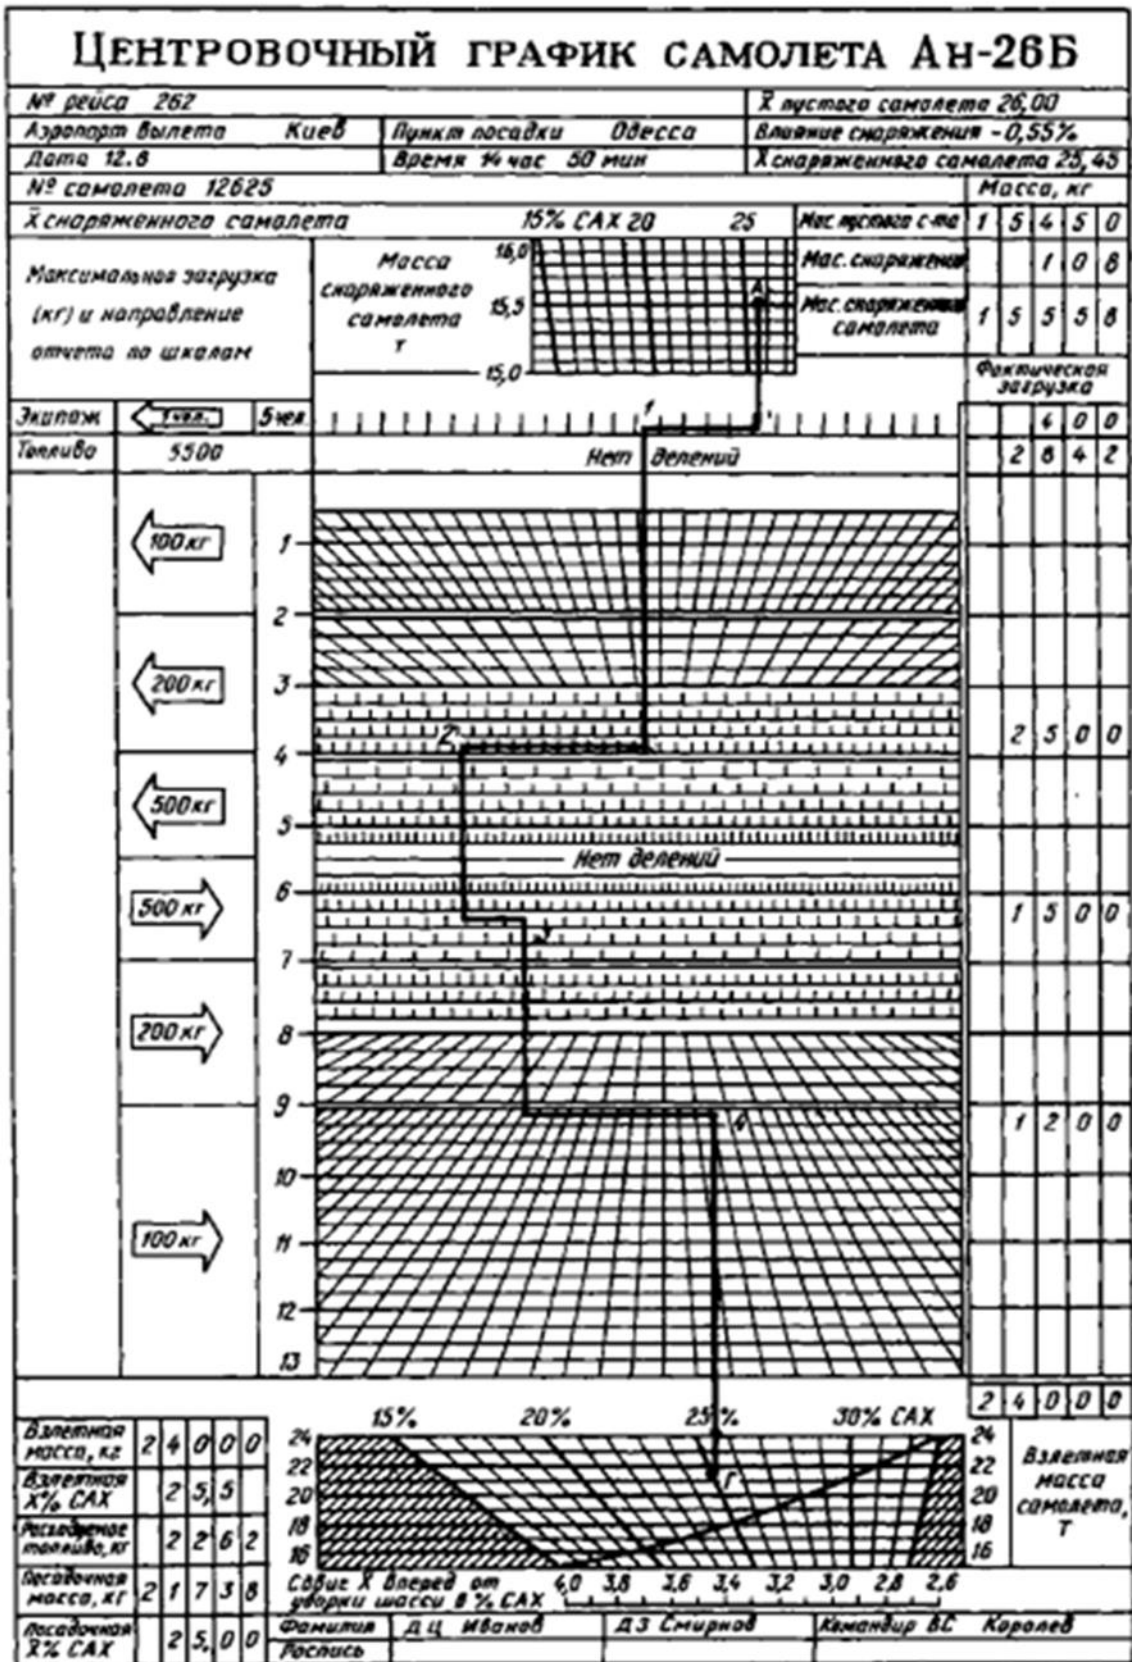 ЦЕНТРОВОЧНЫЙ ГРАФИК САМОЛЕТА АН-26Б
№ рейса 262
X̄ пустого самолета 26,00
Аэропорт вылета Киев Пункт посадки Одесса Влияние снаряжения -0,55%
Дата 12.8 Время 14 час 50 мин X̄ снаряженного самолета 25,45
№ самолета 12625 Масса, кг
X̄ снаряженного самолета 15% САХ 20 25 Мас. пустого с-та 1 5 4 5 0
Максимальная загрузка
(кг) и направление
отчета по шкалам
Масса
снаряженного
самолета
т
16,0
15,5
15,0
А
Мас. снаряжения 1 0 8
Мас. снаряженного
самолета 1 5 5 5 8
Фактическая
загрузка
Экипаж 1 чел. 5 чел. 1 4 0 0
Топливо 5500 Нет делений 2 8 4 2
100 кг 1
2
200 кг 3
2 2 5 0 0
4
500 кг 5
Нет делений
6
500 кг 1 5 0 0
7
200 кг 8
9
4 1 2 0 0
10
100 кг 11
12
13
2 4 0 0 0
15% 20% 25% 30% САХ
24 22 20 18 16
Г
24 22 20 18 16
Взлетная
масса
самолета,
Т
Взлетная
масса, кг 2 4 0 0 0
Взлетная
X̄% САХ 2 5, 5
Расходуемое
топливо, кг 2 2 6 2
Посадочная
масса, кг 2 1 7 3 8
Посадочная
X̄% САХ 2 5, 0 0
Сдвиг X̄ вперед от
уборки шасси в % САХ
4,0 3,8 3,6 3,4 3,2 3,0 2,8 2,6
Фамилия ДЦ Иванов ДЗ Смирнов Командир ВС Королев
Роспись